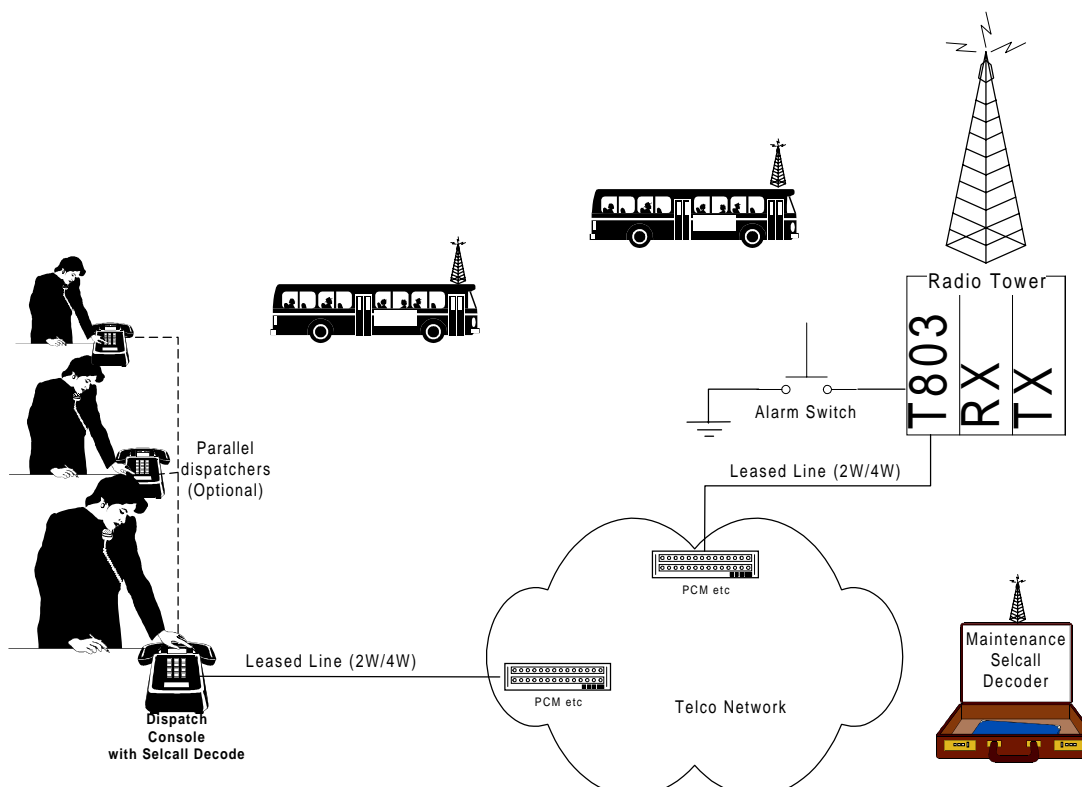 Radio Tower
T803
RX
TX
Alarm Switch
Parallel
dispatchers
(Optional)
Leased Line (2W/4W)
PCM etc
Maintenance
Selcall
Decoder
Leased Line (2W/4W)
PCM etc
Telco Network
Dispatch
Console
with Selcall Decode